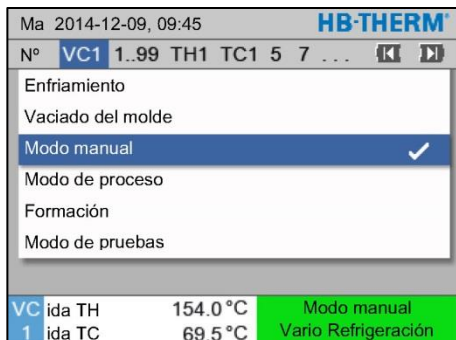 Ma 2014-12-09, 09:45 HB-THERM®
Nº VC1 1..99 TH1 TC1 5 7 ...
Enfriamiento
Vaciado del molde
Modo manual
Modo de proceso
Formación
Modo de pruebas
VC ida TH 154.0 °C Modo manual
1 ida TC 69.5 °C Vario Refrigeración